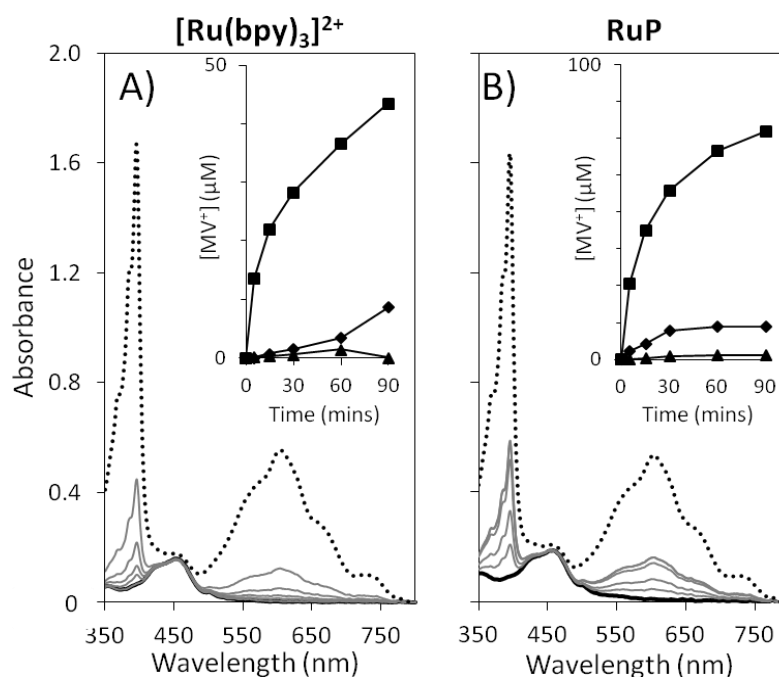 [Ru(bpy)₃]²⁺
RuP
2.0
1.6
1.2
0.8
0.4
0
Absorbance
A)
50
0
[MV⁺] (µM)
0 30 60 90
Time (mins)
350 450 550 650 750
Wavelength (nm)
B)
100
0
[MV⁺] (µM)
0 30 60 90
Time (mins)
350 450 550 650 750
Wavelength (nm)